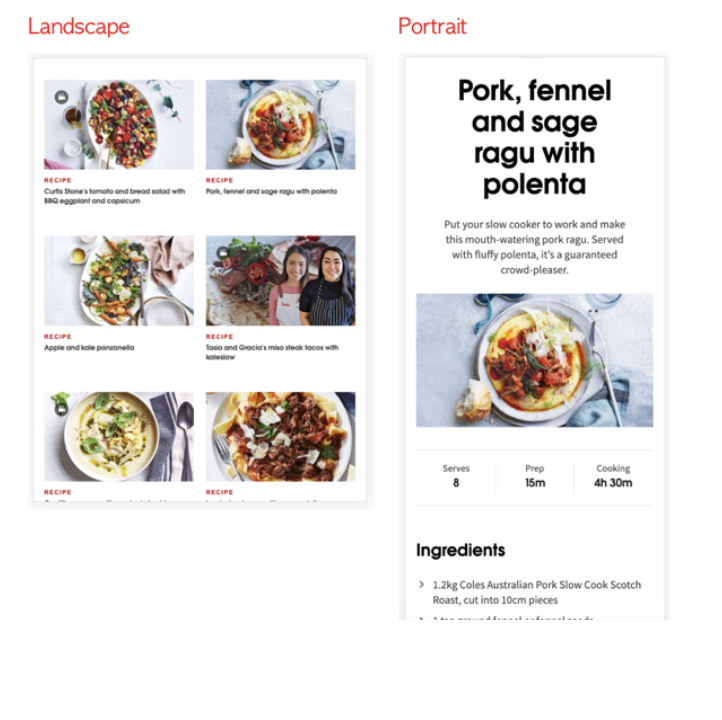 Landscape
RECIPE
Curtis Stone's tomato and bread salad with
BBQ eggplant and capsicum
RECIPE
Pork, fennel and sage ragu with polenta
RECIPE
Apple and kale panzanella
RECIPE
Tasia and Gracia's miso steak tacos with
kaleslaw
RECIPE
RECIPE
Portrait
Pork, fennel
and sage
ragu with
polenta
Put your slow cooker to work and make
this mouth-watering pork ragu. Served
with fluffy polenta, it's a guaranteed
crowd-pleaser.
Serves
8
Prep
15m
Cooking
4h 30m
Ingredients
1.2kg Coles Australian Pork Slow Cook Scotch
Roast, cut into 10cm pieces